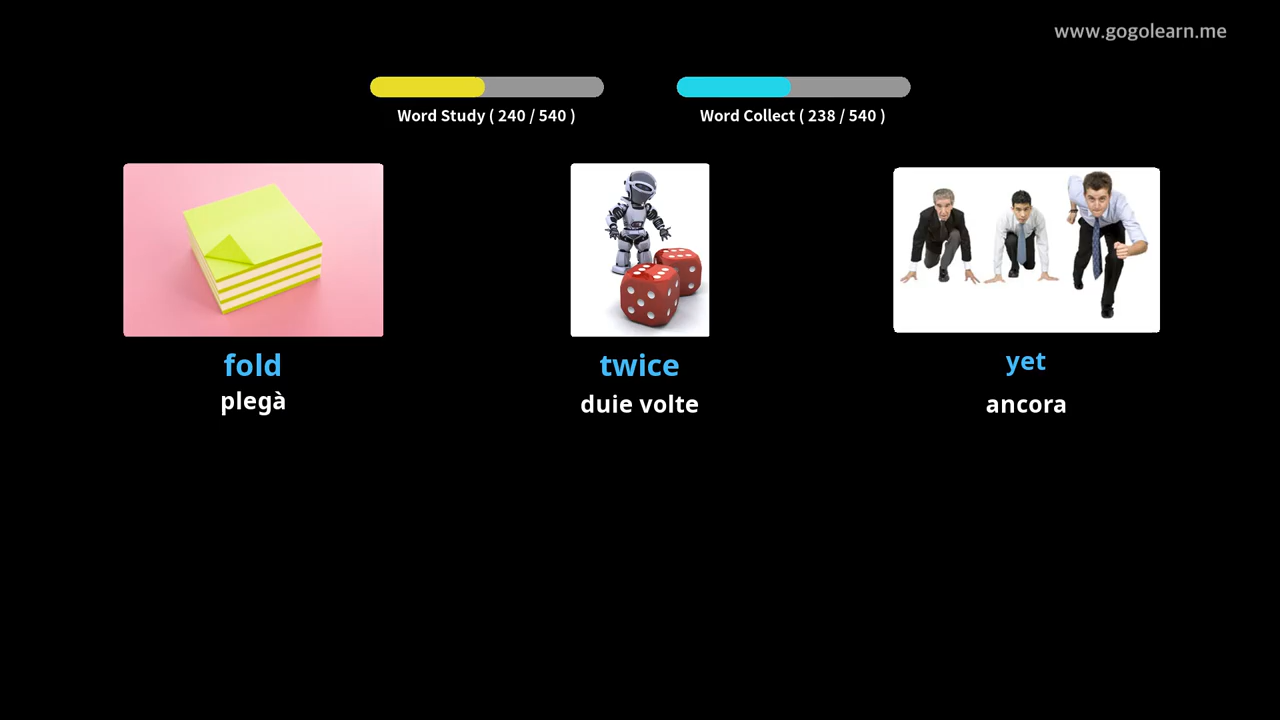 www.gogolearn.me
Word Study ( 240 / 540 )
Word Collect ( 238 / 540 )
fold
twice
yet
plegà
duie volte
ancora